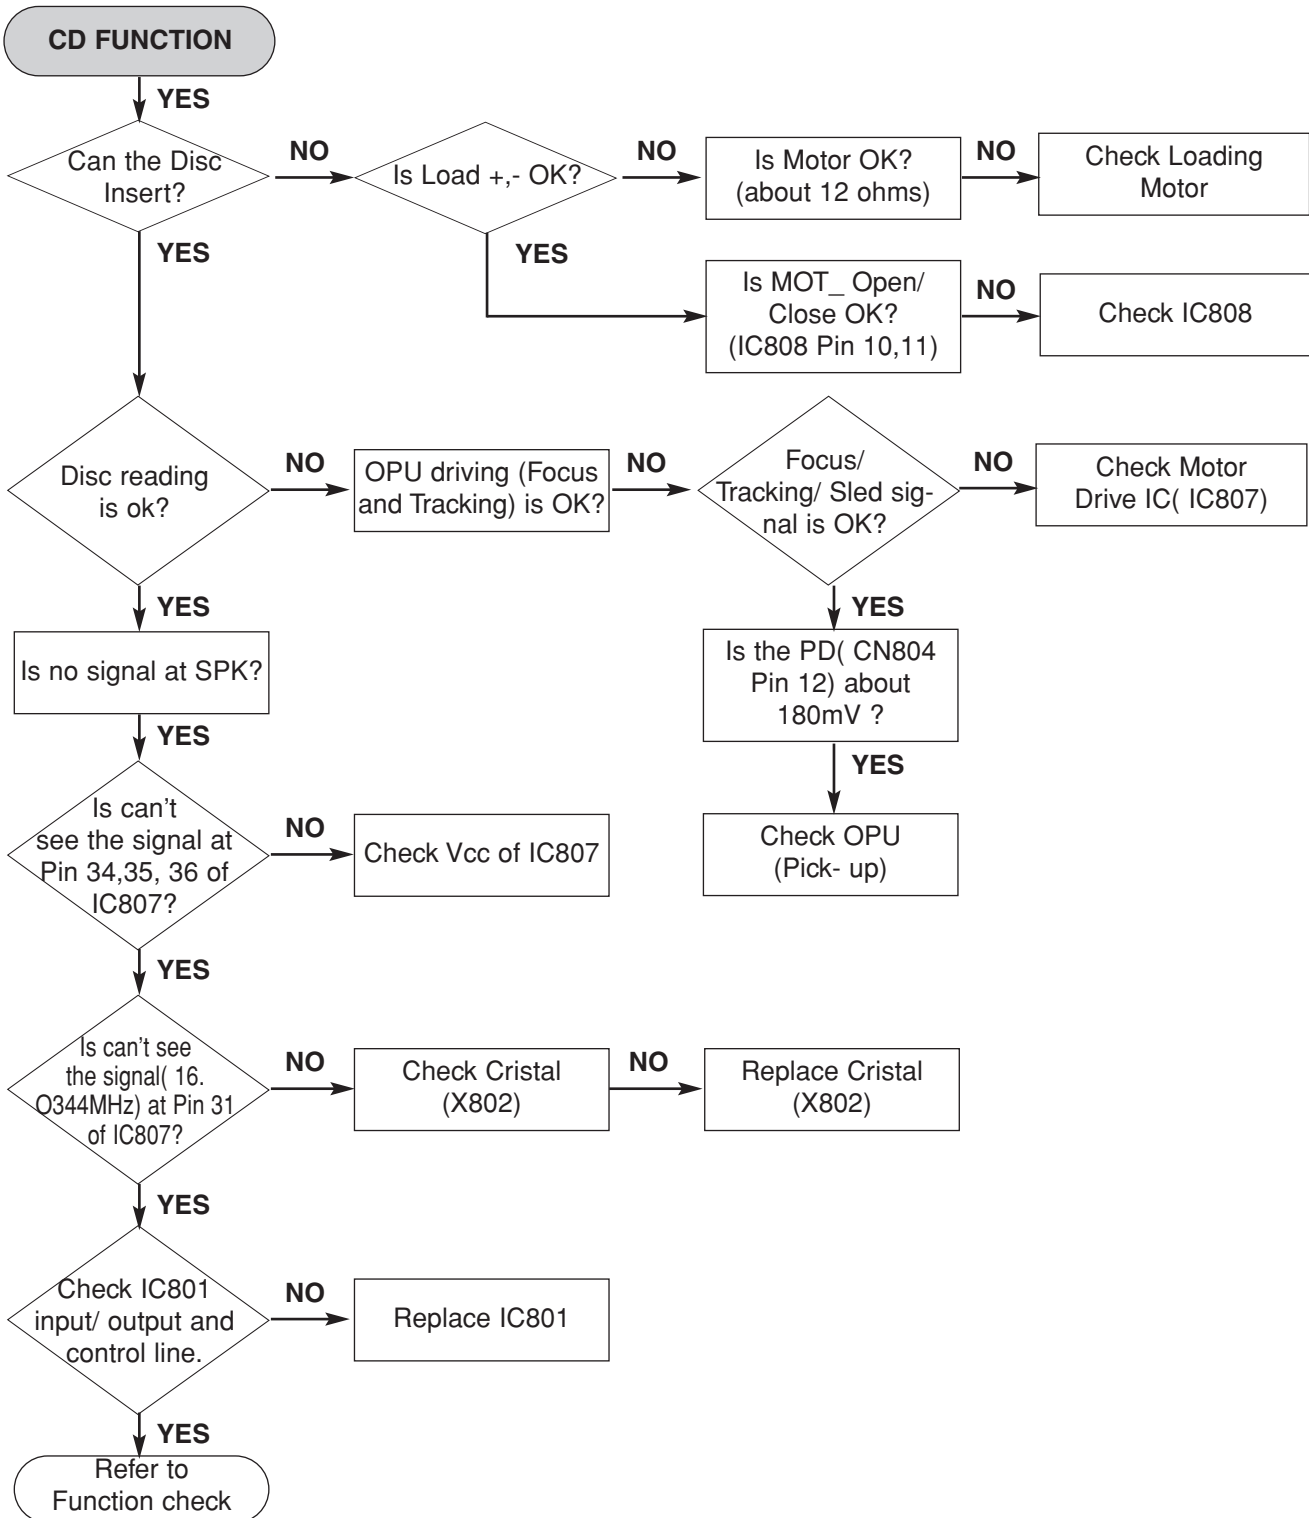 CD FUNCTION
YES
Can the Disc
Insert?
NO
Is Load +,- OK?
NO
Is Motor OK?
(about 12 ohms)
NO
Check Loading
Motor
YES
YES
Is MOT_ Open/
Close OK?
(IC808 Pin 10,11)
NO
Check IC808
Disc reading
is ok?
NO
OPU driving (Focus
and Tracking) is OK?
NO
Focus/
Tracking/ Sled sig-
nal is OK?
NO
Check Motor
Drive IC( IC807)
YES
YES
Is no signal at SPK?
Is the PD( CN804
Pin 12) about
180mV ?
YES
YES
Is can't
see the signal at
Pin 34,35, 36 of
IC807?
NO
Check Vcc of IC807
Check OPU
(Pick- up)
YES
Is can't see
the signal( 16.
O344MHz) at Pin 31
of IC807?
NO
Check Cristal
(X802)
NO
Replace Cristal
(X802)
YES
Check IC801
input/ output and
control line.
NO
Replace IC801
YES
Refer to
Function check